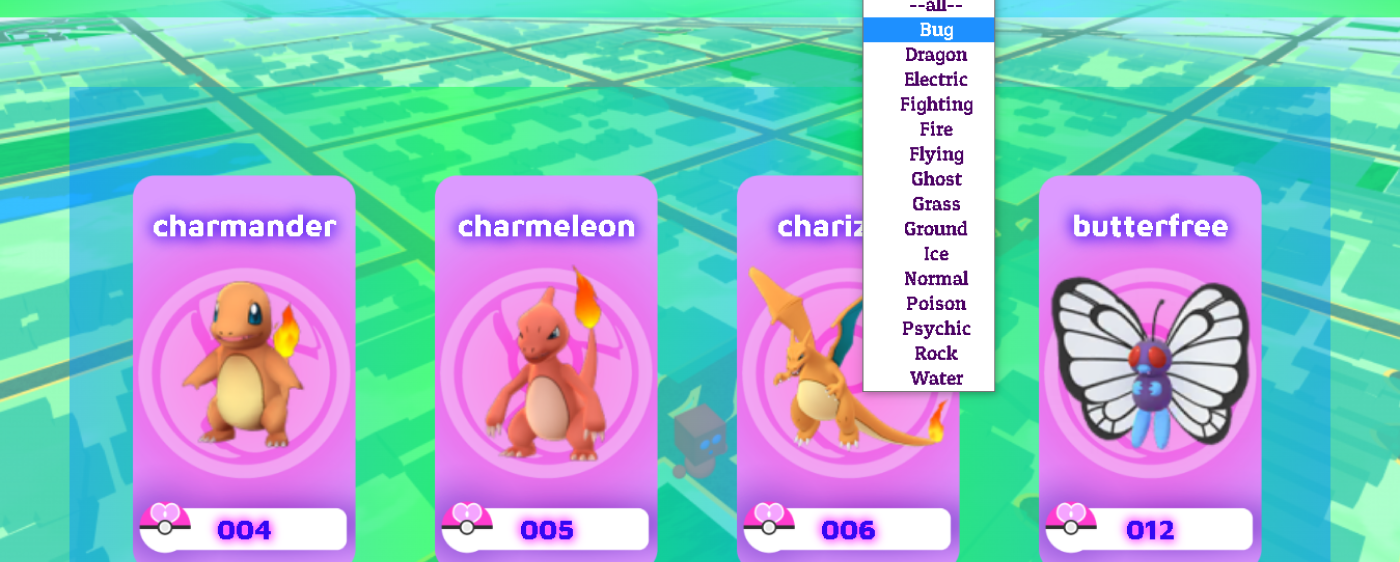 --all--
Bug
Dragon
Electric
Fighting
Fire
Flying
Ghost
Grass
Ground
Ice
Normal
Poison
Psychic
Rock
Water
charmander
charmeleon
chariz
butterfree
004
005
006
012